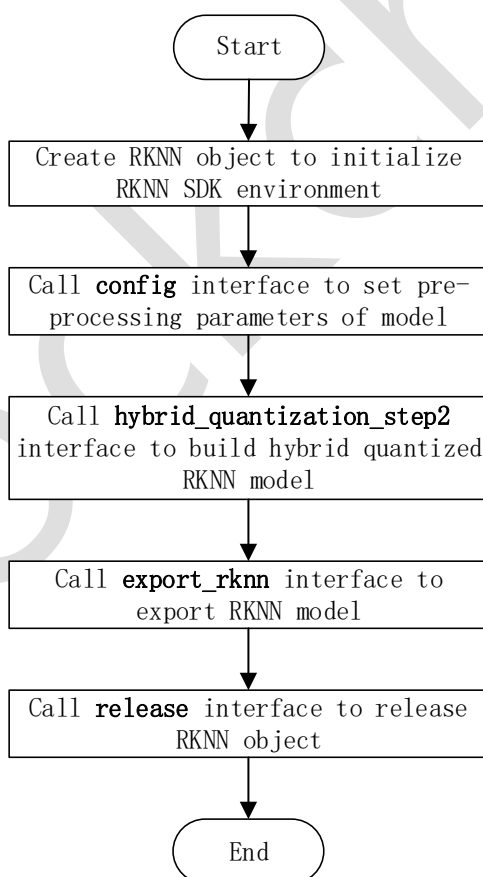 Start
Create RKNN object to initialize
RKNN SDK environment
Call config interface to set pre-
processing parameters of model
Call hybrid_quantization_step2
interface to build hybrid quantized
RKNN model
Call export_rknn interface to
export RKNN model
Call release interface to release
RKNN object
End